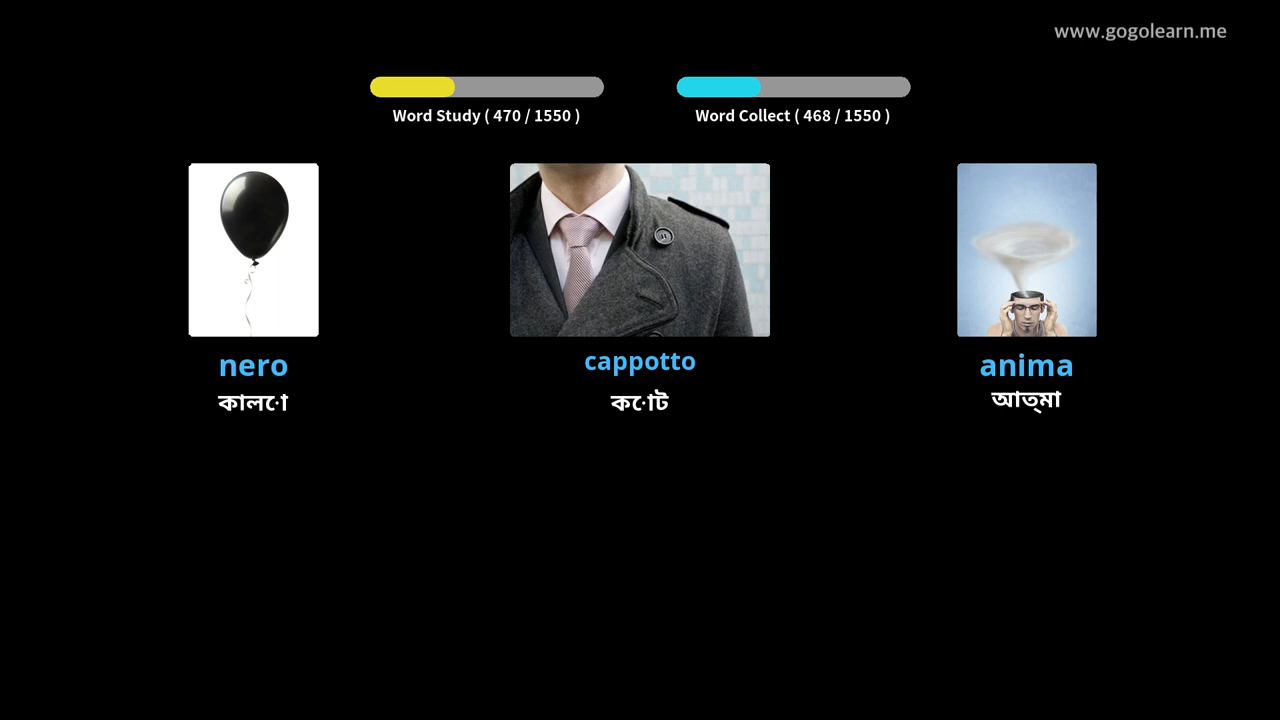 www.gogolearn.me
Word Study ( 470 / 1550 )
Word Collect ( 468 / 1550 )
nero
কালো
cappotto
কোট
anima
আত্মা